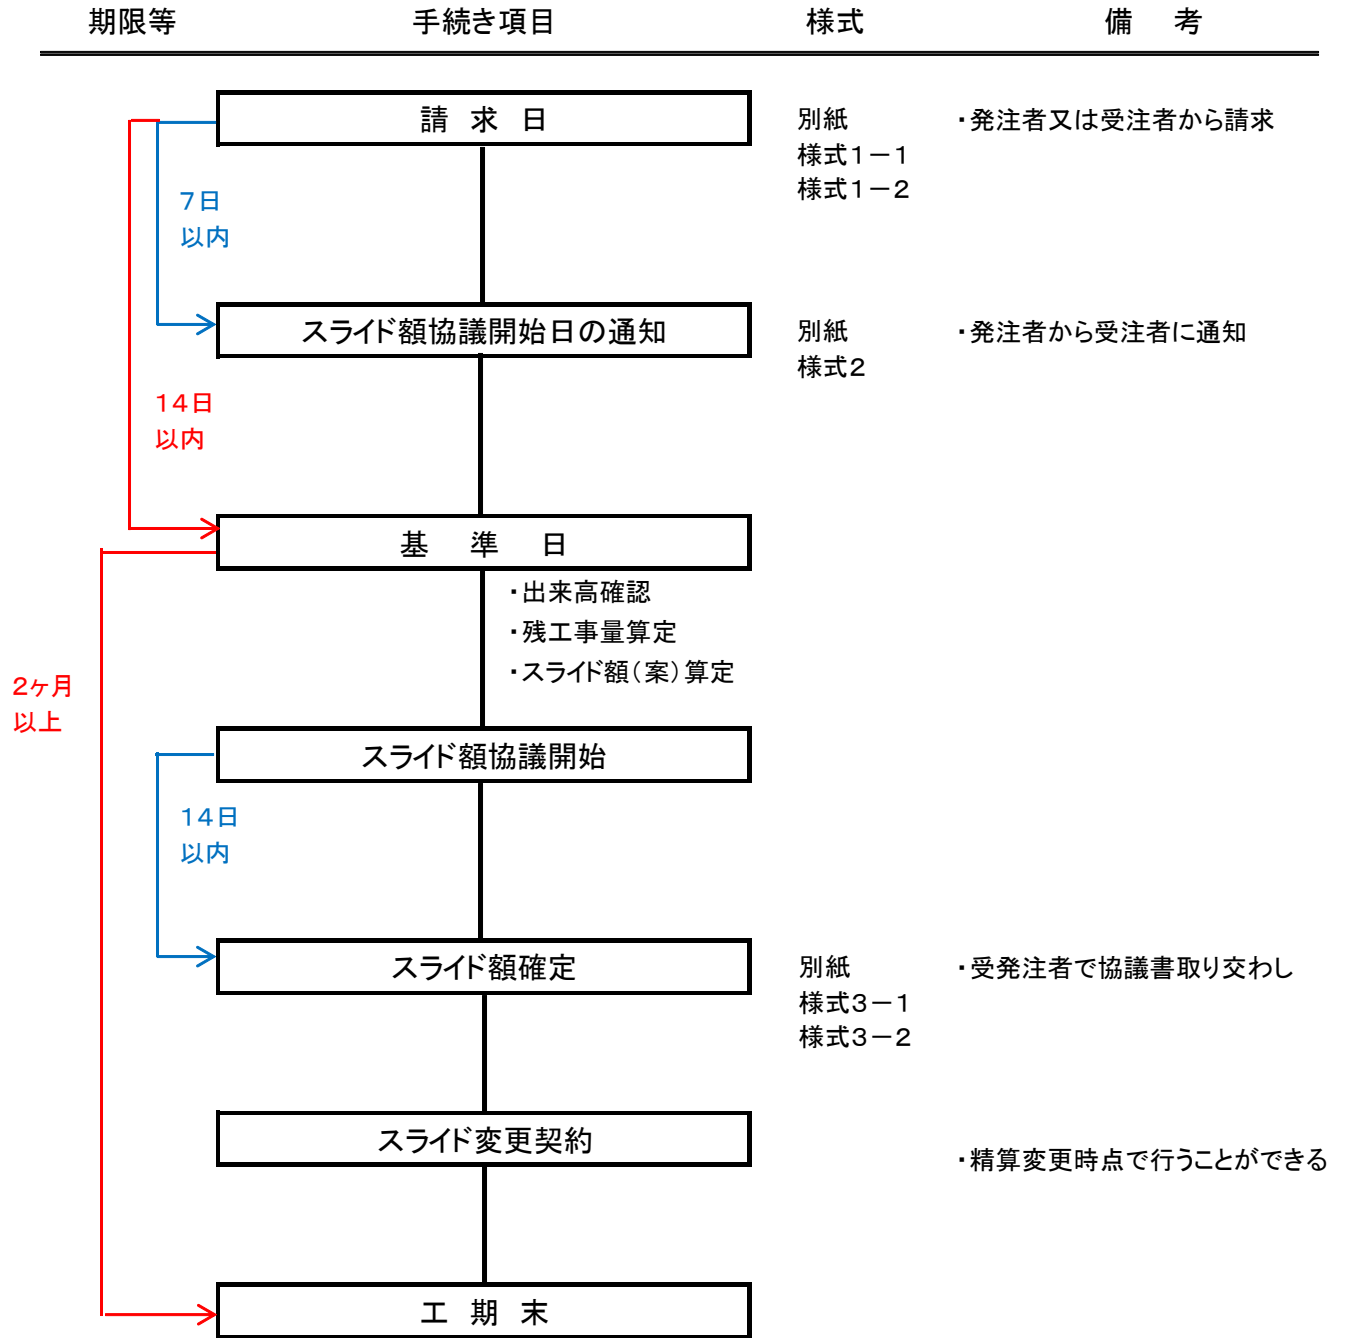 期限等 手続き項目 様式 備 考
請 求 日 別紙 ・発注者又は受注者から請求
様式1－1
様式1－2
7日
以内
スライド額協議開始日の通知 別紙 ・発注者から受注者に通知
様式2
14日
以内
基 準 日
・出来高確認
・残工事量算定
・スライド額(案)算定
2ヶ月
以上
スライド額協議開始
14日
以内
スライド額確定 別紙 ・受発注者で協議書取り交わし
様式3－1
様式3－2
スライド変更契約
・精算変更時点で行うことができる
工 期 末